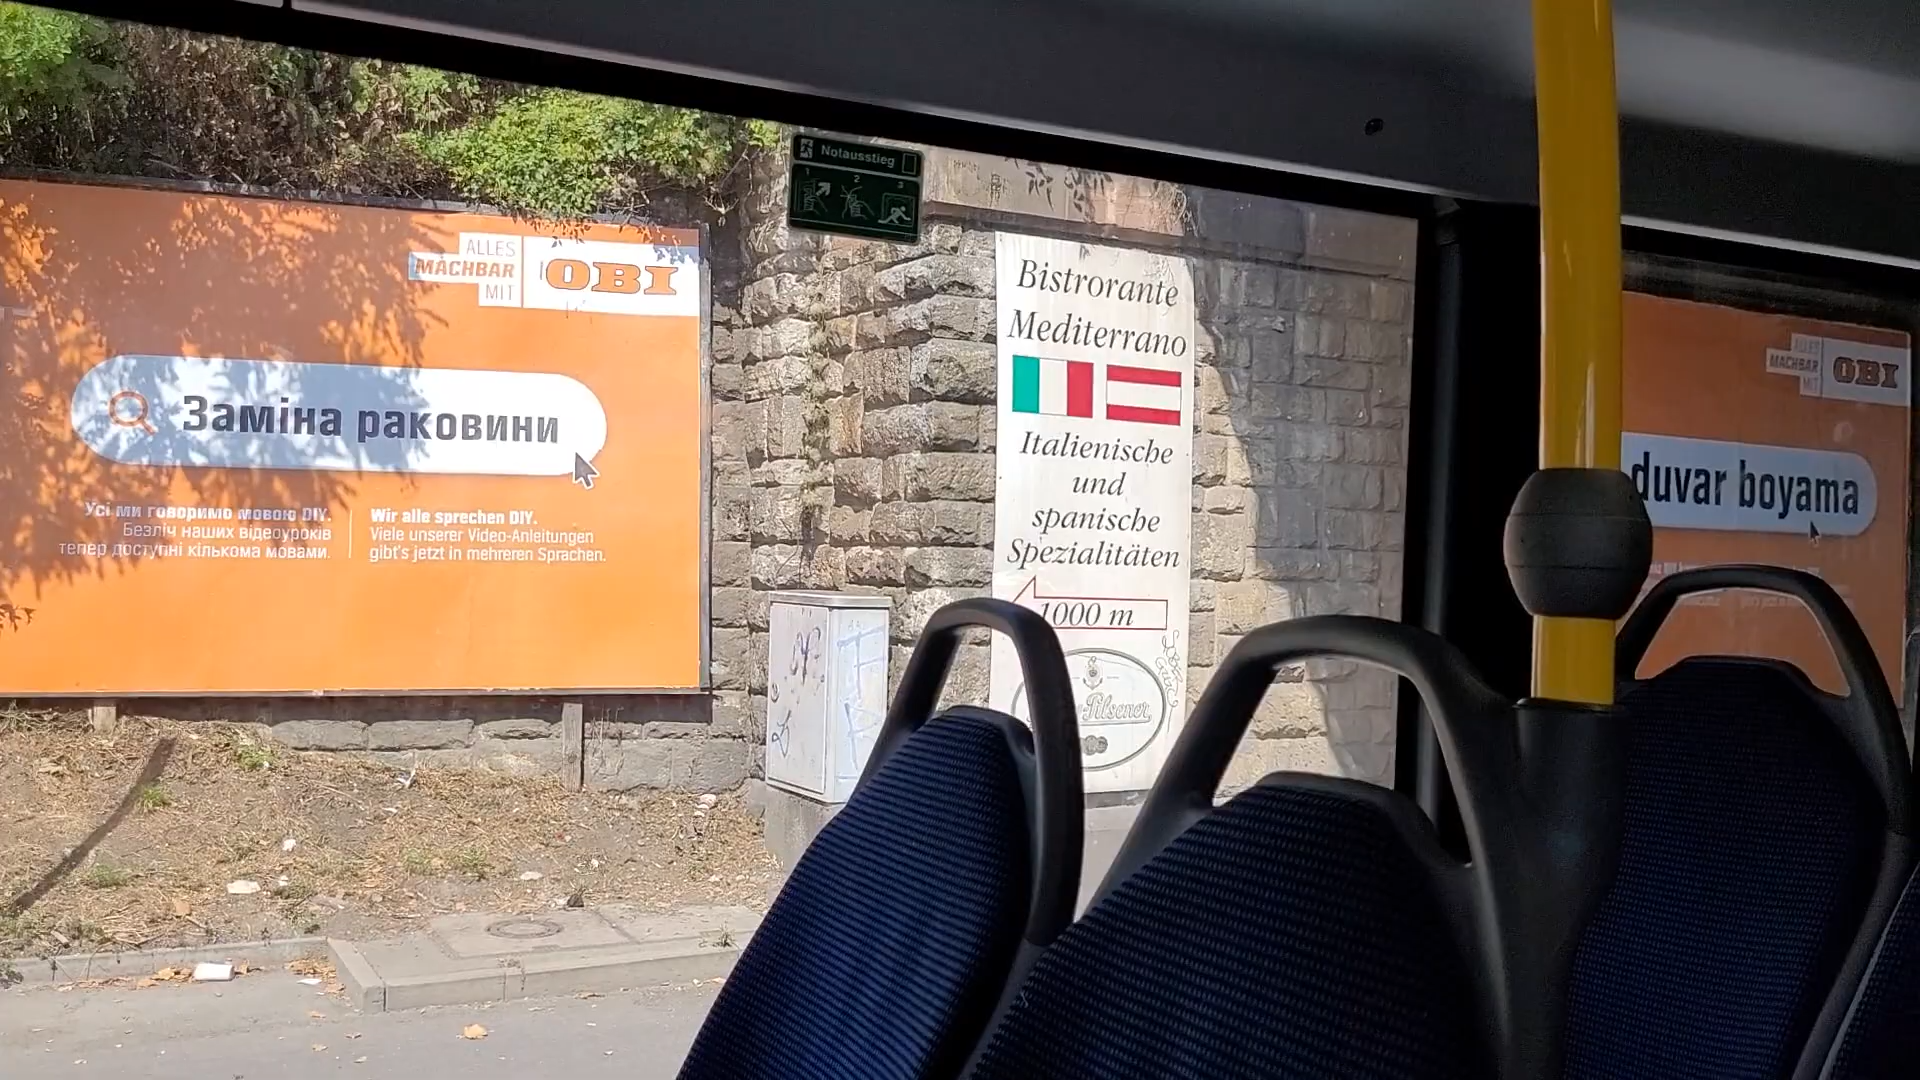 ALLES
MACHBAR
MIT
OBI
Заміна раковини
Усі ми говоримо мовою DIY.
Безліч наших відеоуроків
тепер доступні кількома мовами.
Wir alle sprechen DIY.
Viele unserer Video-Anleitungen
gibt's jetzt in mehreren Sprachen.
Notausstieg
1 2 3
Bistrorante
Mediterrano
Italienische
und
spanische
Spezialitäten
1000 m
Pilsener
ALLES
MACHBAR
MIT
OBI
duvar boyama